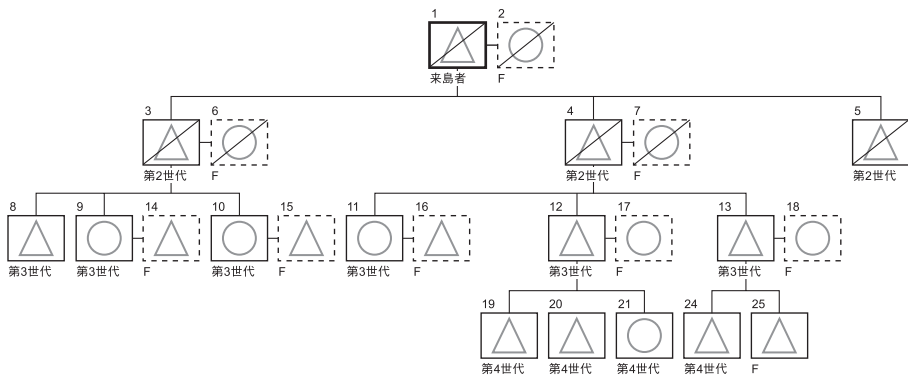 1 2
来島者 F
3 6 4 7 5
第2世代 F 第2世代 F 第2世代
8 9 14 10 15 11 16 12 17 13 18
第3世代 第3世代 F 第3世代 F 第3世代 F 第3世代 F 第3世代 F
19 20 21 24 25
第4世代 第4世代 第4世代 第4世代 F